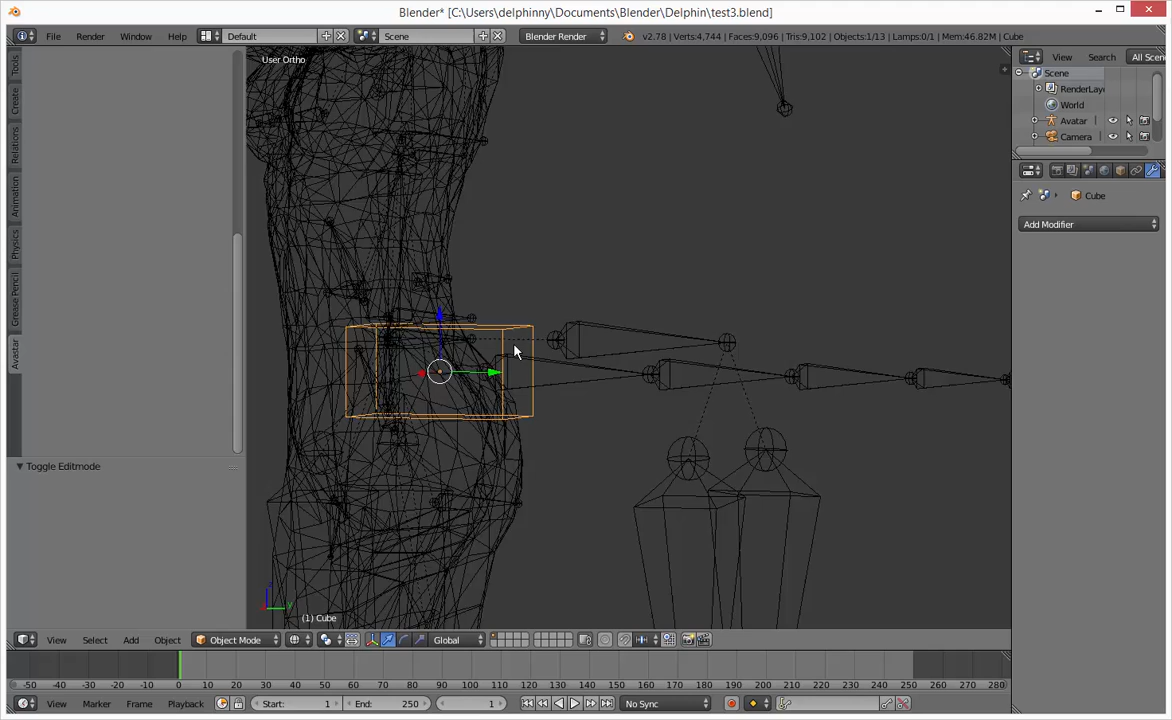 Blender* [C:\Users\delphinny\Documents\Blender\Delphin\test3.blend]
File Render Window Help Default Scene Blender Render v2.78 | Verts:4,744 | Faces:9,096 | Tris:9,102 | Objects:1/13 | Lamps:0/1 | Mem:46.82M | Cube
User Ortho
View Search All Scen
Scene
RenderLay
World
Avatar
Camera
Tools
Create
Relations
Animation
Physics
Grease Pencil
Avastar
Cube
Add Modifier
Toggle Editmode
z
y
(1) Cube
View Select Add Object Object Mode Global
-50 -40 -30 -20 -10 0 10 20 30 40 50 60 70 80 90 100 110 120 130 140 150 160 170 180 190 200 210 220 230 240 250 260 270 280
View Marker Frame Playback Start: 1 End: 250 1 No Sync